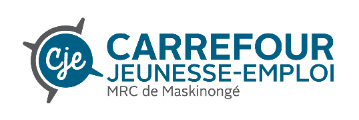 cje
CARREFOUR
JEUNESSE-EMPLOI
MRC de Maskinongé